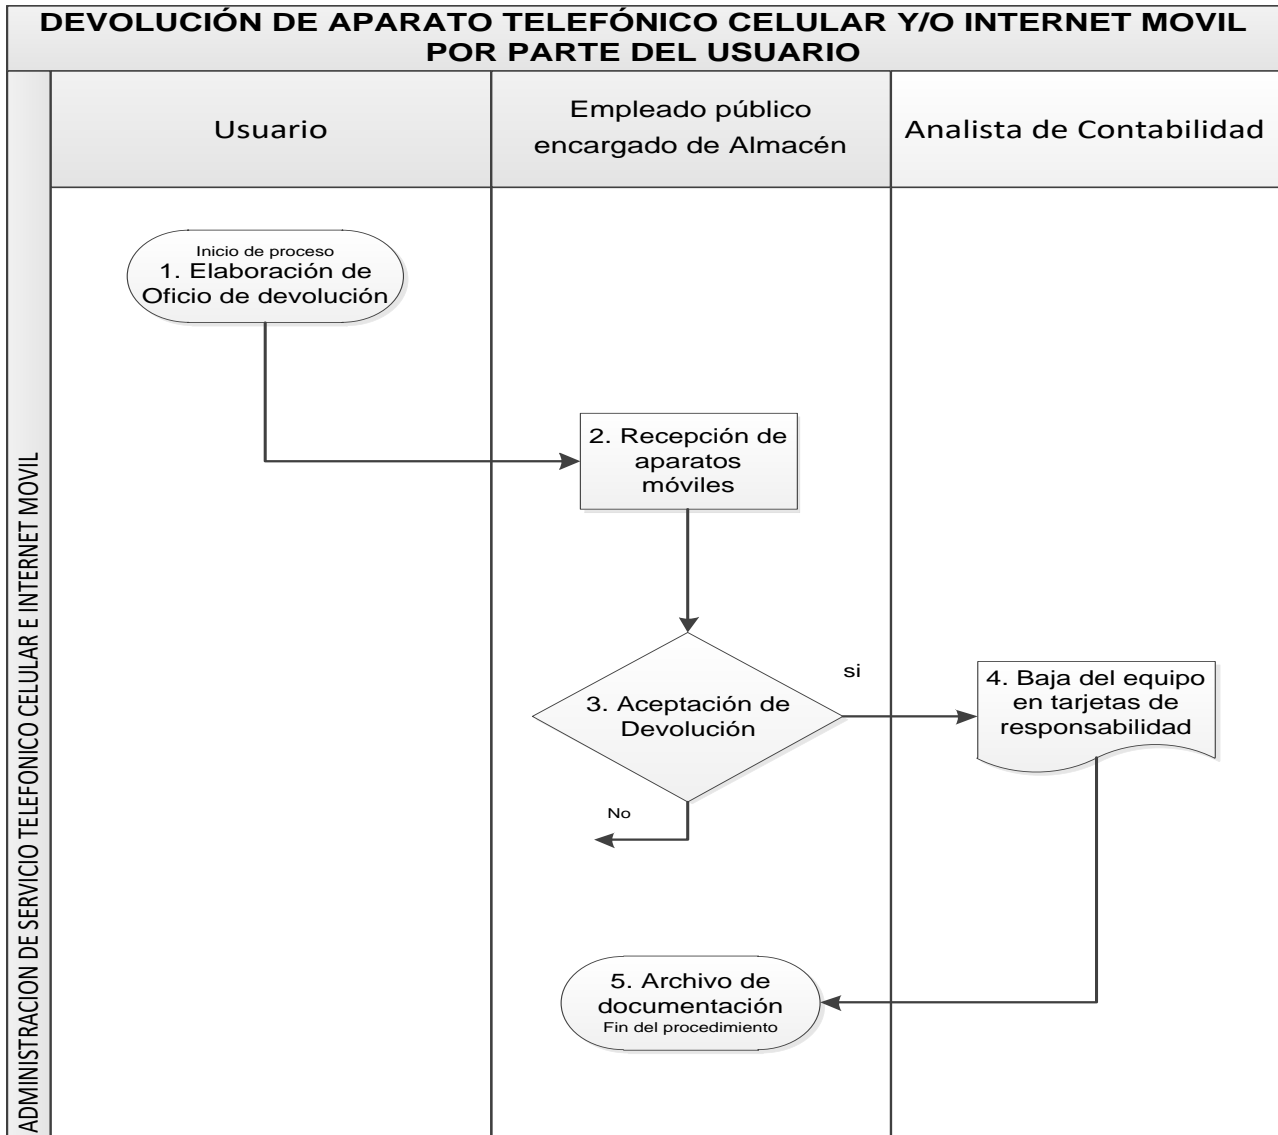 DEVOLUCIÓN DE APARATO TELEFÓNICO CELULAR Y/O INTERNET MOVIL
POR PARTE DEL USUARIO
ADMINISTRACION DE SERVICIO TELEFONICO CELULAR E INTERNET MOVIL
Usuario
Empleado público
encargado de Almacén
Analista de Contabilidad
Inicio de proceso
1. Elaboración de
Oficio de devolución
2. Recepción de
aparatos
móviles
3. Aceptación de
Devolución
si
No
4. Baja del equipo
en tarjetas de
responsabilidad
5. Archivo de
documentación
Fin del procedimiento